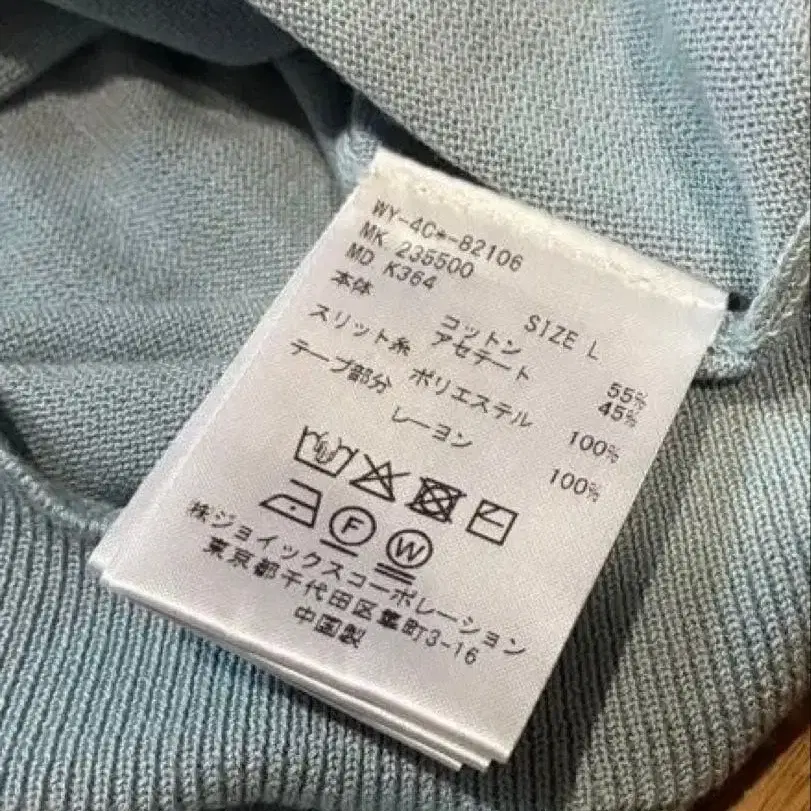 WY-4C*-82106
MK 235500
MD K364
SIZE L
本体 コットン 55%
アセテート 45%
スリット糸 ポリエステル 100%
テープ部分 レーヨン 100%
F W
㈱ジョイックスコーポレーション
東京都千代田区麹町3-16
中国製